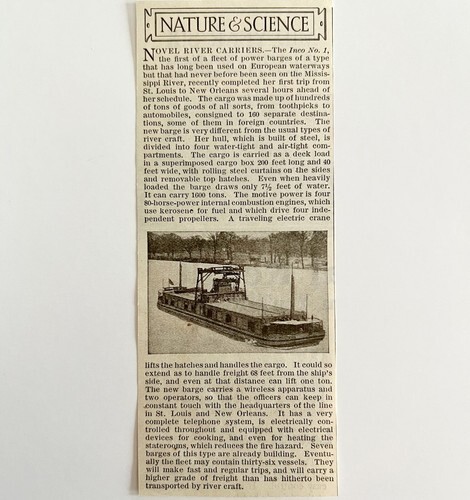 NATURE & SCIENCE
NOVEL RIVER CARRIERS.—The Inco No. 1,
the first of a fleet of power barges of a type
that has long been used on European waterways
but that had never before been seen on the Missis-
sippi River, recently completed her first trip from
St. Louis to New Orleans several hours ahead of
her schedule. The cargo was made up of hundreds
of tons of goods of all sorts, from toothpicks to
automobiles, consigned to 160 separate destina-
tions, some of them in foreign countries. The
new barge is very different from the usual types of
river craft. Her hull, which is built of steel, is
divided into four water-tight and air-tight com-
partments. The cargo is carried as a deck load
in a superimposed cargo box 200 feet long and 40
feet wide, with rolling steel curtains on the sides
and removable top hatches. Even when heavily
loaded the barge draws only 7½ feet of water.
It can carry 1600 tons. The motive power is four
80-horse-power internal combustion engines, which
use kerosene for fuel and which drive four inde-
pendent propellers. A traveling electric crane
lifts the hatches and handles the cargo. It could so
extend as to handle freight 68 feet from the ship's
side, and even at that distance can lift one ton.
The new barge carries a wireless apparatus and
two operators, so that the officers can keep in
constant touch with the headquarters of the line
in St. Louis and New Orleans. It has a very
complete telephone system, is electrically con-
trolled throughout and equipped with electrical
devices for cooking, and even for heating the
staterooms, which reduces the fire hazard. Seven
barges of this type are already building. Eventu-
ally the fleet may contain thirty-six vessels. They
will make fast and regular trips, and will carry a
higher grade of freight than has hitherto been
transported by river craft.